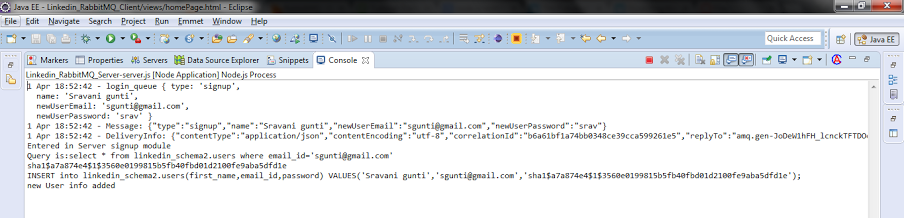 Java EE - Linkedin_RabbitMQ_Client/views/homePage.html - Eclipse
File Edit Navigate Search Project Run Emmet Window Help
Quick Access
Java EE
Markers Properties Servers Data Source Explorer Snippets Console
Linkedin_RabbitMQ_Server-server.js [Node Application] Node.js Process
1 Apr 18:52:42 - login_queue { type: 'signup',
name: 'Sravani gunti',
newUserEmail: 'sgunti@gmail.com',
newUserPassword: 'srav' }
1 Apr 18:52:42 - Message: {"type":"signup","name":"Sravani gunti","newUserEmail":"sgunti@gmail.com","newUserPassword":"srav"}
1 Apr 18:52:42 - DeliveryInfo: {"contentType":"application/json","contentEncoding":"utf-8","correlationId":"b6a61bf1a74bb0348ce39cca599261e5","replyTo":"amq.gen-JoDeW1hFH_lcnckTFTDO
Entered in Server signup module
Query is:select * from linkedin_schema2.users where email_id='sgunti@gmail.com'
sha1$a7a874e4$1$3560e0199815b5fb40fbd01d2100fe9aba5dfd1e
INSERT into linkedin_schema2.users(first_name,email_id,password) VALUES('Sravani gunti','sgunti@gmail.com','sha1$a7a874e4$1$3560e0199815b5fb40fbd01d2100fe9aba5dfd1e');
new User info added